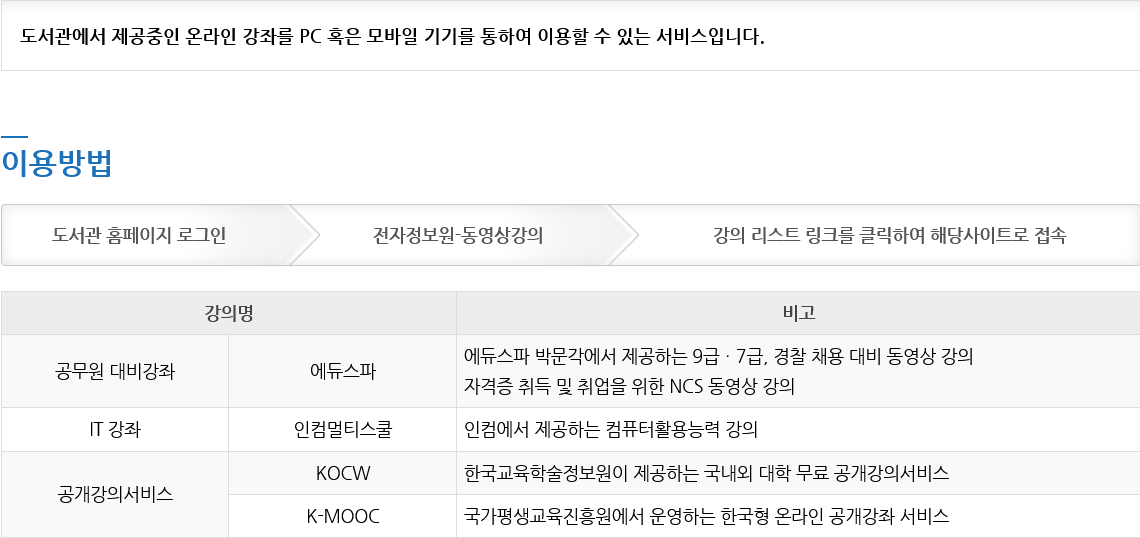 도서관에서 제공중인 온라인 강좌를 PC 혹은 모바일 기기를 통하여 이용할 수 있는 서비스입니다.
이용방법
도서관 홈페이지 로그인
전자정보원-동영상강의
강의 리스트 링크를 클릭하여 해당사이트로 접속
강의명
비고
공무원 대비강좌
에듀스파
에듀스파 박문각에서 제공하는 9급 · 7급, 경찰 채용 대비 동영상 강의
자격증 취득 및 취업을 위한 NCS 동영상 강의
IT 강좌
인컴멀티스쿨
인컴에서 제공하는 컴퓨터활용능력 강의
공개강의서비스
KOCW
한국교육학술정보원이 제공하는 국내외 대학 무료 공개강의서비스
K-MOOC
국가평생교육진흥원에서 운영하는 한국형 온라인 공개강좌 서비스